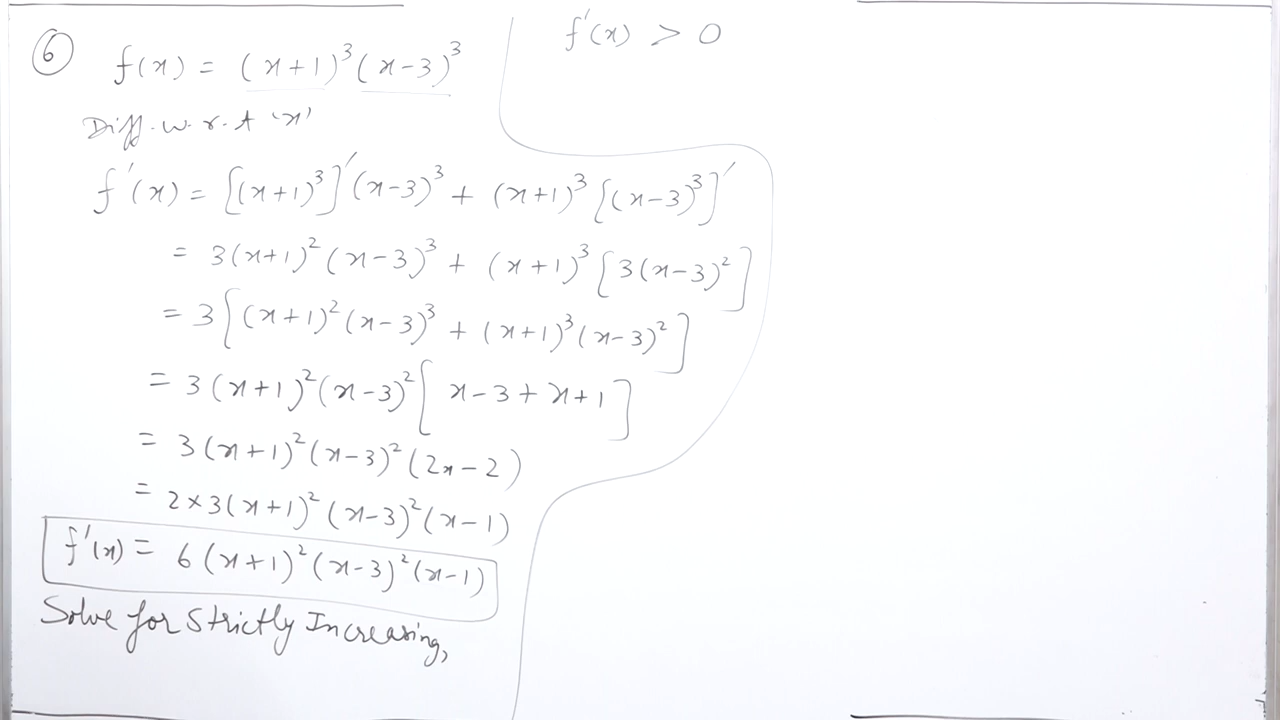 6 f(x) = (x+1)³(x-3)³
Diff. w. r. t 'x'
f'(x) = [(x+1)³]'(x-3)³ + (x+1)³[(x-3)³]'
= 3(x+1)²(x-3)³ + (x+1)³[3(x-3)²]
= 3[(x+1)²(x-3)³ + (x+1)³(x-3)²]
= 3(x+1)²(x-3)²[x-3+x+1]
= 3(x+1)²(x-3)²(2x-2)
= 2×3(x+1)²(x-3)²(x-1)
f'(x) = 6(x+1)²(x-3)²(x-1)
Solve for Strictly Increasing,
f'(x) > 0